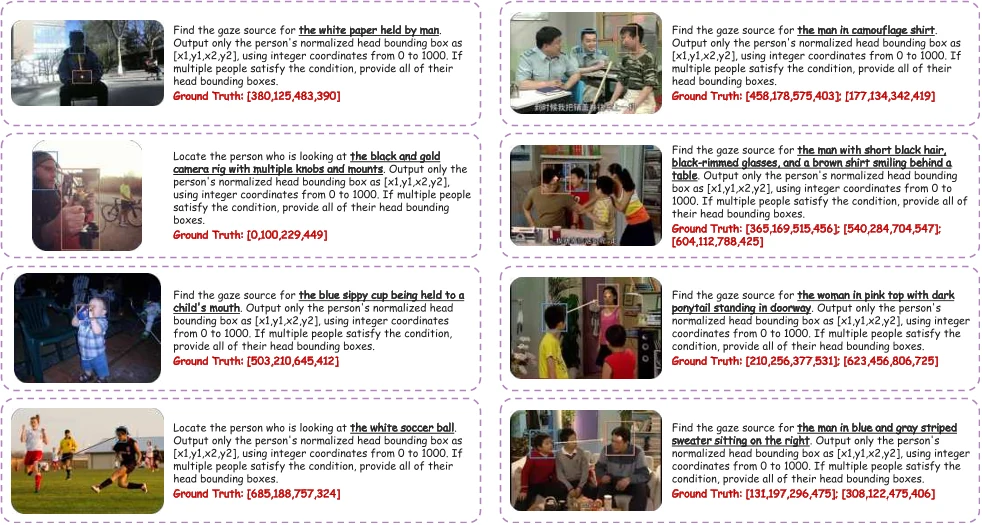 Find the gaze source for the white paper held by man.
Output only the person's normalized head bounding box as
[x1,y1,x2,y2], using integer coordinates from 0 to 1000. If
multiple people satisfy the condition, provide all of their
head bounding boxes.
Ground Truth: [380,125,483,390]
Locate the person who is looking at the black and gold
camera rig with multiple knobs and mounts. Output only the
person's normalized head bounding box as [x1,y1,x2,y2],
using integer coordinates from 0 to 1000. If multiple people
satisfy the condition, provide all of their head bounding
boxes.
Ground Truth: [0,100,229,449]
Find the gaze source for the blue sippy cup being held to a
child's mouth. Output only the person's normalized head
bounding box as [x1,y1,x2,y2], using integer coordinates
from 0 to 1000. If multiple people satisfy the condition,
provide all of their head bounding boxes.
Ground Truth: [503,210,645,412]
Locate the person who is looking at the white soccer ball.
Output only the person's normalized head bounding box as
[x1,y1,x2,y2], using integer coordinates from 0 to 1000. If
multiple people satisfy the condition, provide all of their
head bounding boxes.
Ground Truth: [685,188,757,324]
Find the gaze source for the man in camouflage shirt.
Output only the person's normalized head bounding box as
[x1,y1,x2,y2], using integer coordinates from 0 to 1000. If
multiple people satisfy the condition, provide all of their
head bounding boxes.
Ground Truth: [458,178,575,403]; [177,134,342,419]
Find the gaze source for the man with short black hair,
black-rimmed glasses, and a brown shirt smiling behind a
table. Output only the person's normalized head bounding
box as [x1,y1,x2,y2], using integer coordinates from 0 to
1000. If multiple people satisfy the condition, provide all of
their head bounding boxes.
Ground Truth: [365,169,515,456]; [540,284,704,547];
[604,112,788,425]
Find the gaze source for the woman in pink top with dark
ponytail standing in doorway. Output only the person's
normalized head bounding box as [x1,y1,x2,y2], using integer
coordinates from 0 to 1000. If multiple people satisfy the
condition, provide all of their head bounding boxes.
Ground Truth: [210,256,377,531]; [623,456,806,725]
Find the gaze source for the man in blue and gray striped
sweater sitting on the right. Output only the person's
normalized head bounding box as [x1,y1,x2,y2], using integer
coordinates from 0 to 1000. If multiple people satisfy the
condition, provide all of their head bounding boxes.
Ground Truth: [131,197,296,475]; [308,122,475,406]